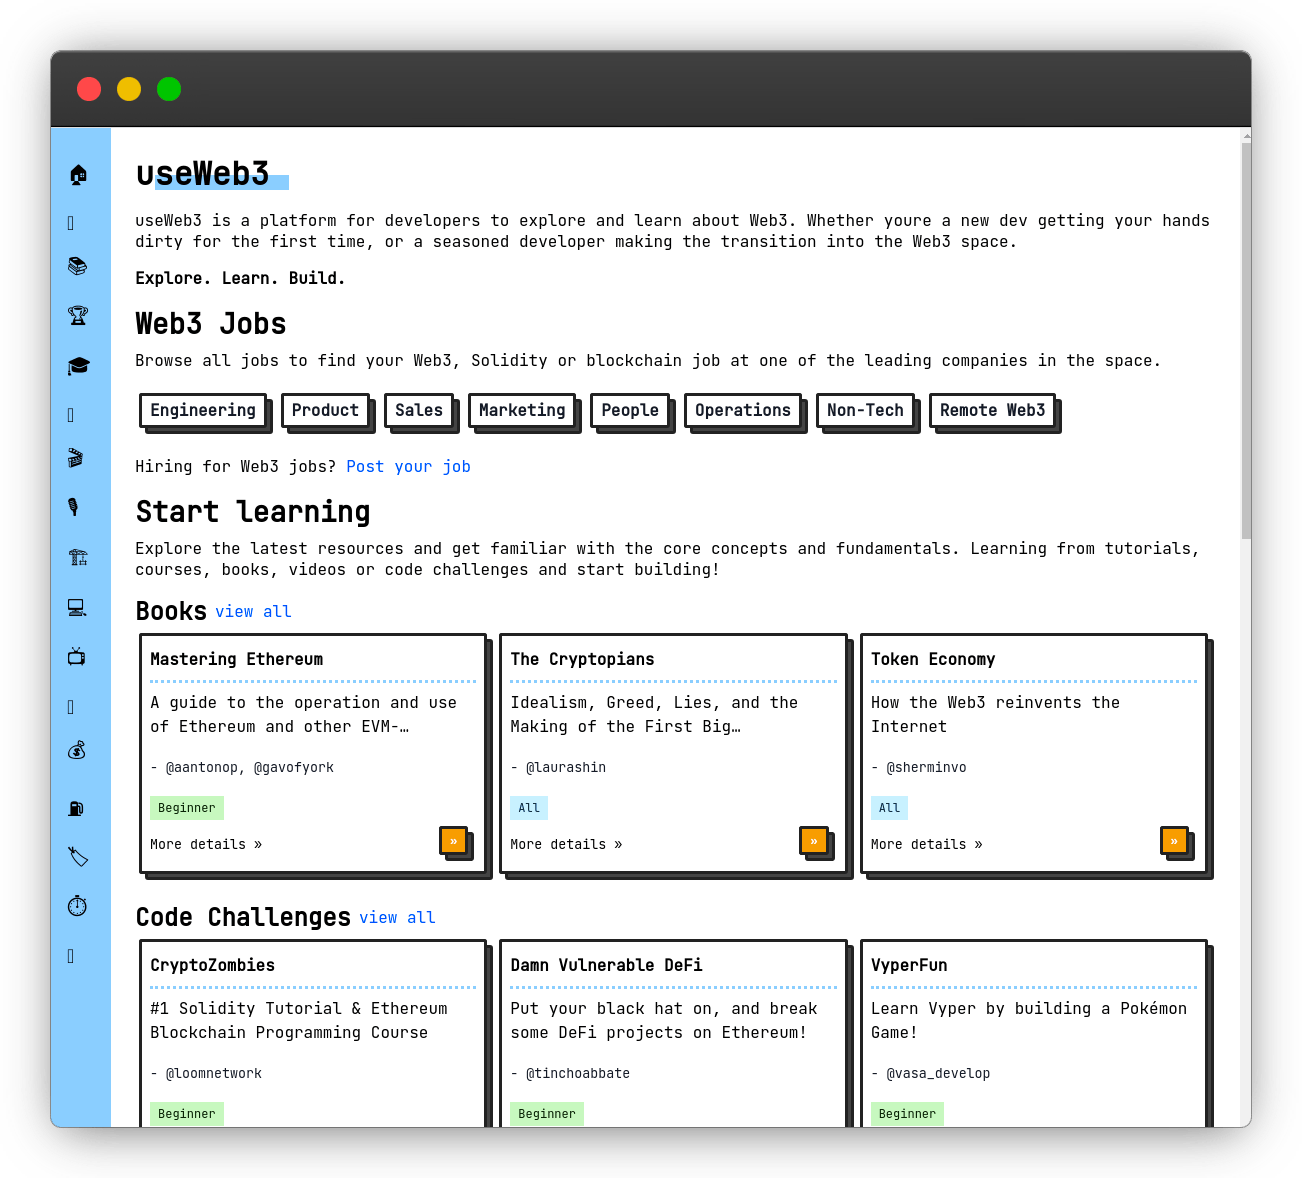 useWeb3
useWeb3 is a platform for developers to explore and learn about Web3. Whether youre a new dev getting your hands
dirty for the first time, or a seasoned developer making the transition into the Web3 space.
Explore. Learn. Build.
Web3 Jobs
Browse all jobs to find your Web3, Solidity or blockchain job at one of the leading companies in the space.
Engineering Product Sales Marketing People Operations Non-Tech Remote Web3
Hiring for Web3 jobs? Post your job
Start learning
Explore the latest resources and get familiar with the core concepts and fundamentals. Learning from tutorials,
courses, books, videos or code challenges and start building!
Books view all
Mastering Ethereum
A guide to the operation and use
of Ethereum and other EVM-…
- @aantonop, @gavofyork
Beginner
More details »
»
The Cryptopians
Idealism, Greed, Lies, and the
Making of the First Big…
- @laurashin
All
More details »
»
Token Economy
How the Web3 reinvents the
Internet
- @sherminvo
All
More details »
»
Code Challenges view all
CryptoZombies
#1 Solidity Tutorial & Ethereum
Blockchain Programming Course
- @loomnetwork
Beginner
Damn Vulnerable DeFi
Put your black hat on, and break
some DeFi projects on Ethereum!
- @tinchoabbate
Beginner
VyperFun
Learn Vyper by building a Pokémon
Game!
- @vasa_develop
Beginner